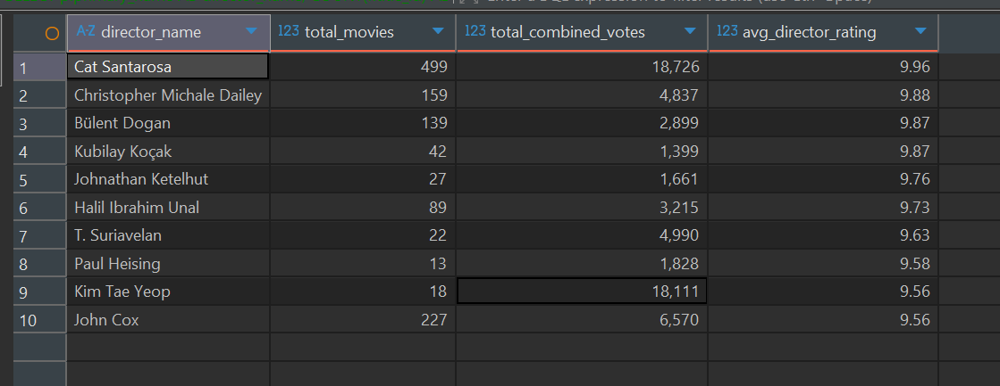 A-Z director_name 123 total_movies 123 total_combined_votes 123 avg_director_rating
1 Cat Santarosa 499 18,726 9.96
2 Christopher Michale Dailey 159 4,837 9.88
3 Bülent Dogan 139 2,899 9.87
4 Kubilay Koçak 42 1,399 9.87
5 Johnathan Ketelhut 27 1,661 9.76
6 Halil Ibrahim Unal 89 3,215 9.73
7 T. Suriavelan 22 4,990 9.63
8 Paul Heising 13 1,828 9.58
9 Kim Tae Yeop 18 18,111 9.56
10 John Cox 227 6,570 9.56